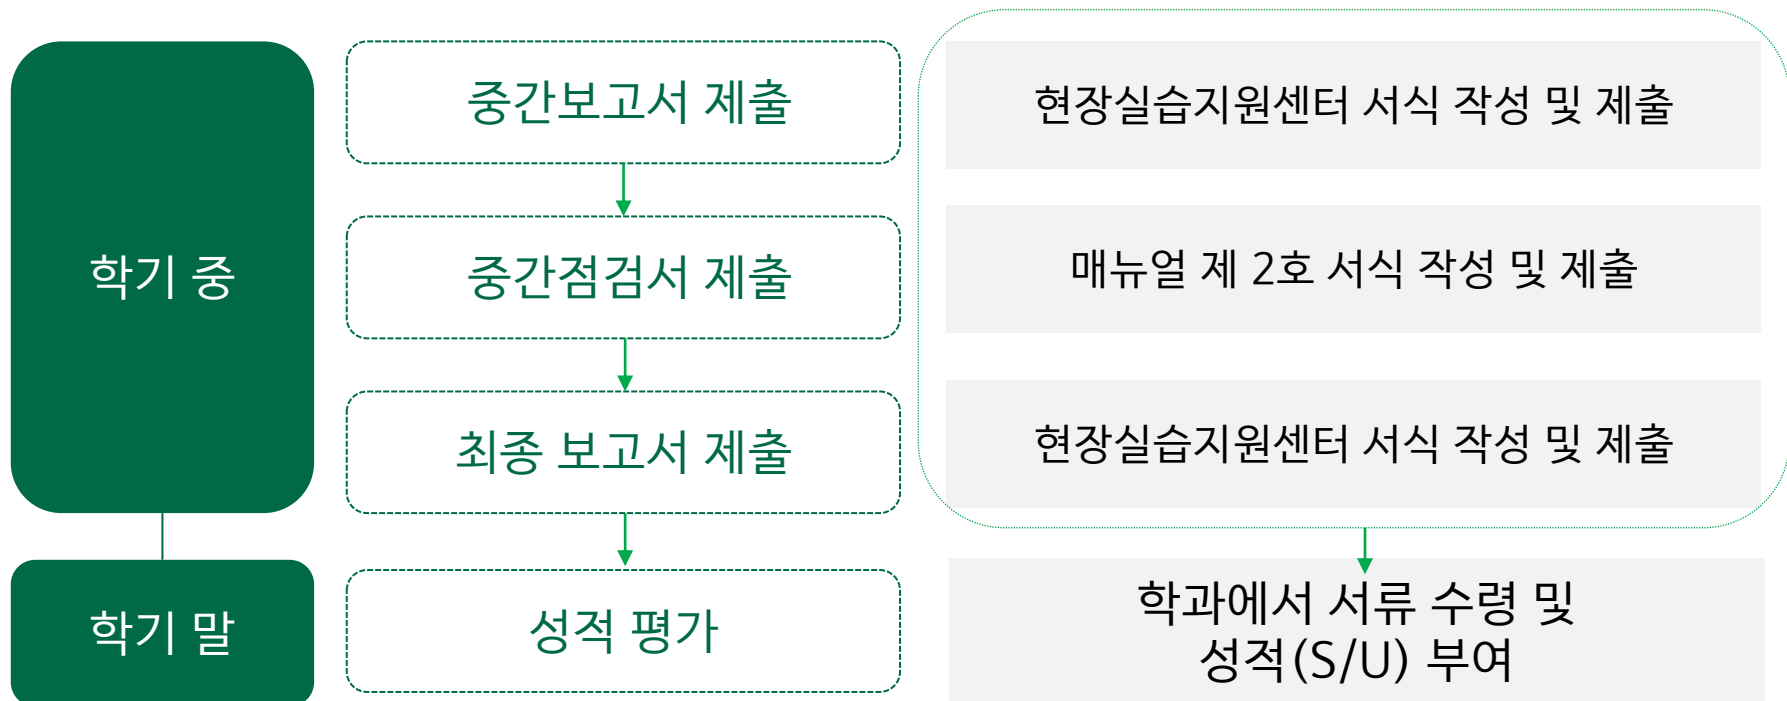 학기 중
중간보고서 제출
현장실습지원센터 서식 작성 및 제출
중간점검서 제출
매뉴얼 제 2호 서식 작성 및 제출
최종 보고서 제출
현장실습지원센터 서식 작성 및 제출
학기 말
성적 평가
학과에서 서류 수령 및
성적(S/U) 부여